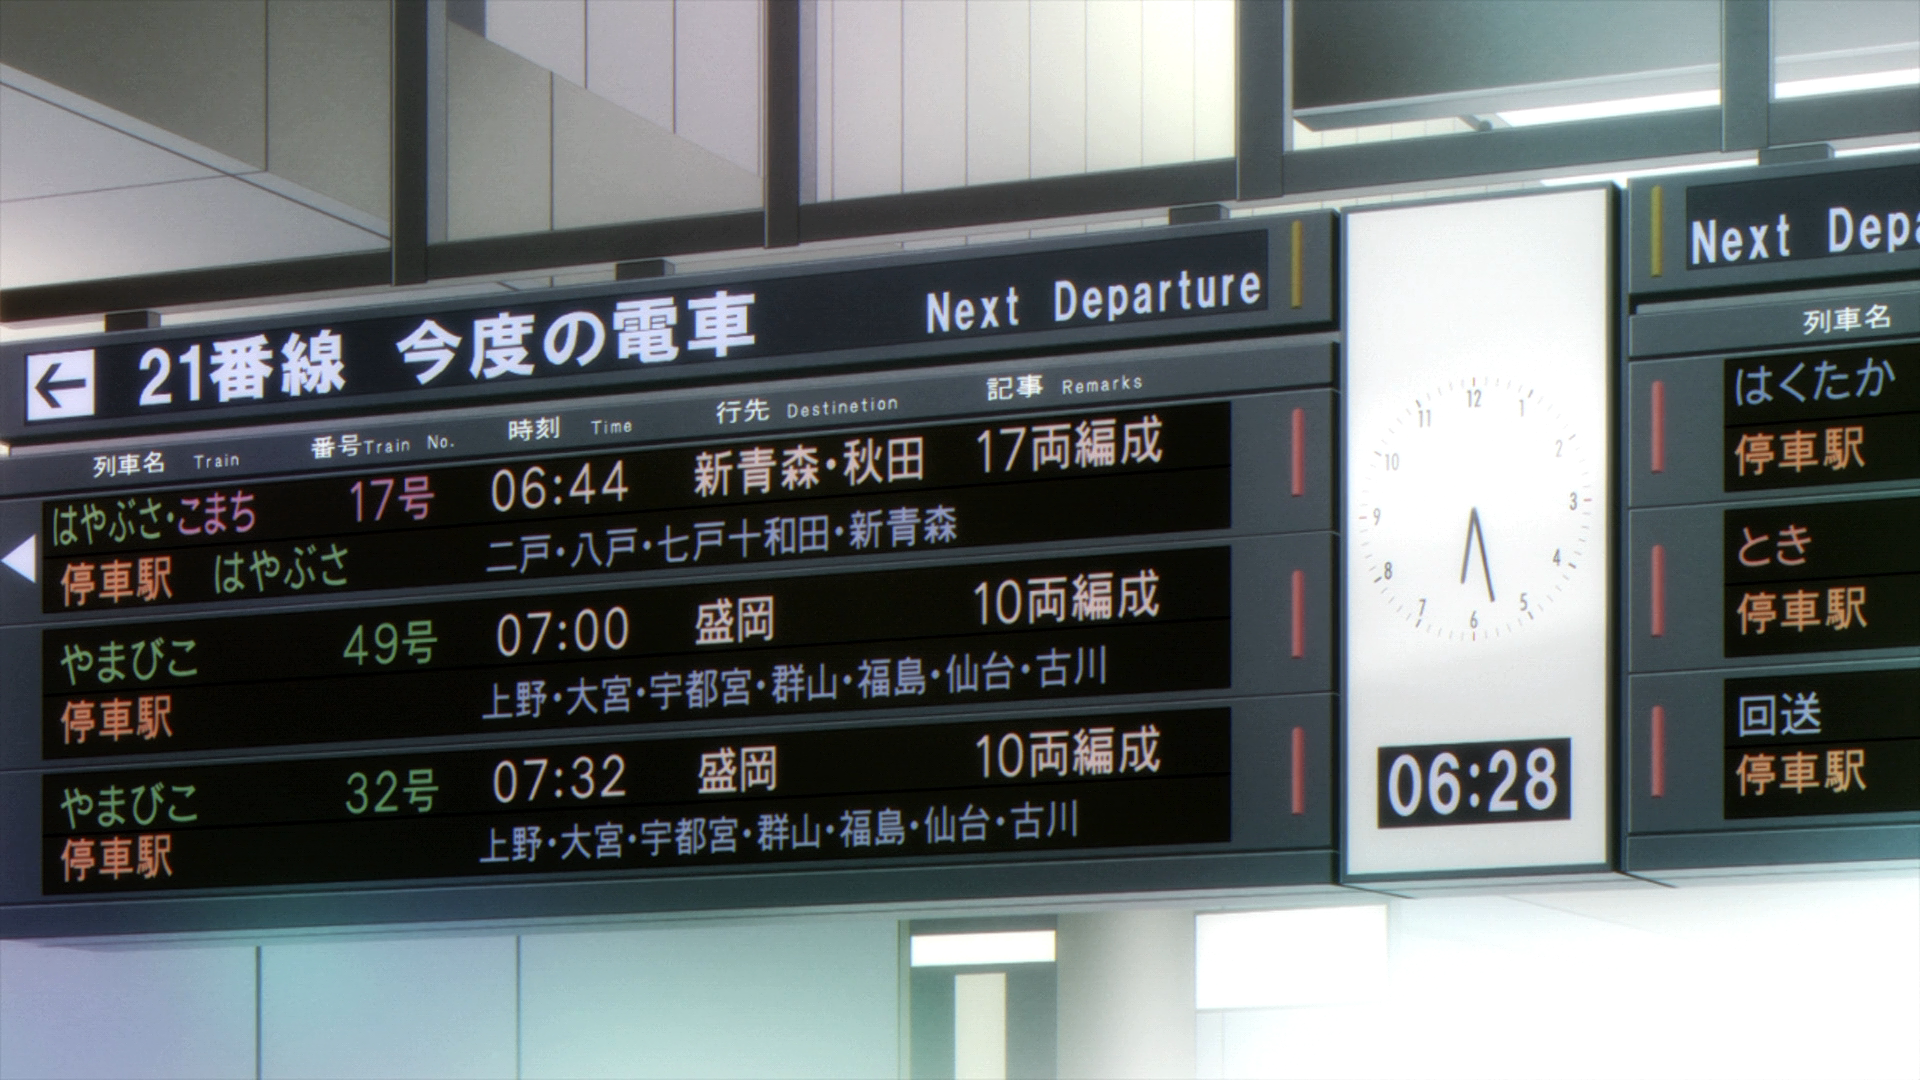 ← 21番線 今度の電車 Next Departure
列車名 Train 番号 Train No. 時刻 Time 行先 Destinetion 記事 Remarks
はやぶさ・こまち 17号 06:44 新青森・秋田 17両編成
停車駅 はやぶさ 二戸・八戸・七戸十和田・新青森
やまびこ 49号 07:00 盛岡 10両編成
停車駅 上野・大宮・宇都宮・群山・福島・仙台・古川
やまびこ 32号 07:32 盛岡 10両編成
停車駅 上野・大宮・宇都宮・群山・福島・仙台・古川
12 1 2 3 4 5 6 7 8 9 10 11
06:28
Next Depa
列車名
はくたか
停車駅
とき
停車駅
回送
停車駅